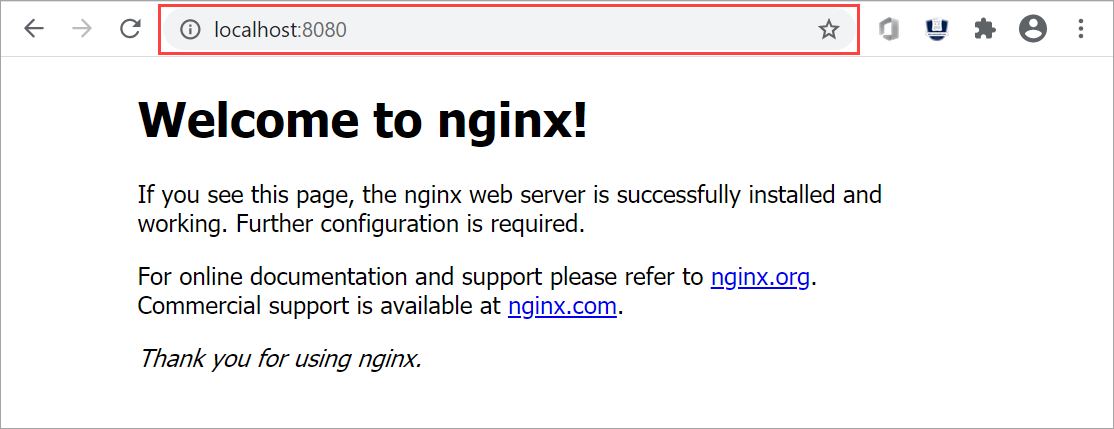 localhost:8080
Welcome to nginx!
If you see this page, the nginx web server is successfully installed and
working. Further configuration is required.
For online documentation and support please refer to nginx.org.
Commercial support is available at nginx.com.
Thank you for using nginx.